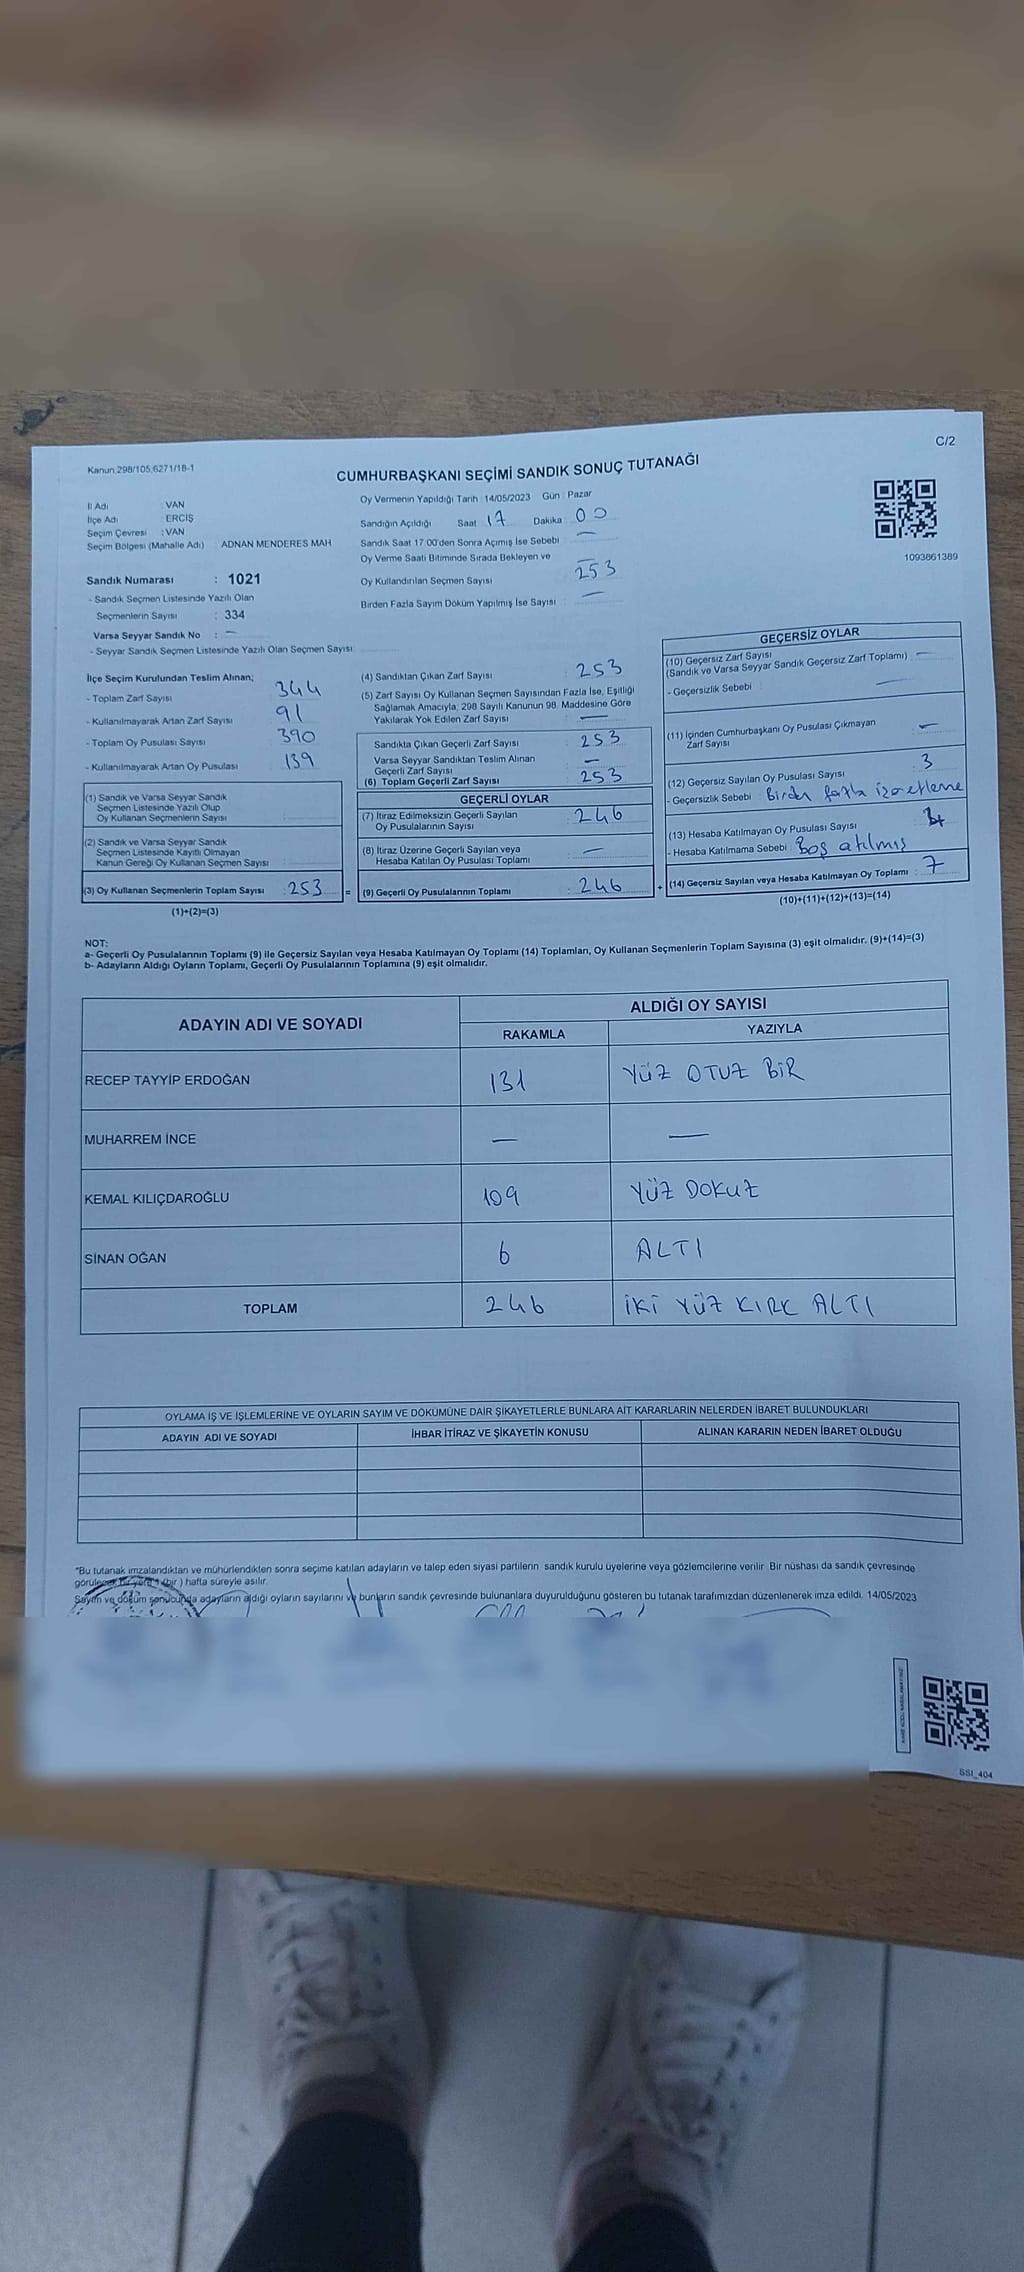 C/2
Kanun.298/105.6271/18-1
CUMHURBAŞKANI SEÇİMİ SANDIK SONUÇ TUTANAĞI
İl Adı : VAN
İlçe Adı : ERCİŞ
Seçim Çevresi : VAN
Seçim Bölgesi (Mahalle Adı) : ADNAN MENDERES MAH
Sandık Numarası : 1021
- Sandık Seçmen Listesinde Yazılı Olan
Seçmenlerin Sayısı : 334
Varsa Seyyar Sandık No : —
- Seyyar Sandık Seçmen Listesinde Yazılı Olan Seçmen Sayısı
Oy Vermenin Yapıldığı Tarih 14/05/2023 Gün Pazar
Sandığın Açıldığı Saat 17 Dakika 00
Sandık Saat 17:00'den Sonra Açımış İse Sebebi : —
Oy Verme Saati Bitiminde Sırada Bekleyen ve —
Oy Kullandırılan Seçmen Sayısı 253
Birden Fazla Sayım Döküm Yapılmış İse Sayısı : —
1093861389
İlçe Seçim Kurulundan Teslim Alınan;
- Toplam Zarf Sayısı 344
- Kullanılmayarak Artan Zarf Sayısı 91
- Toplam Oy Pusulası Sayısı 390
- Kullanılmayarak Artan Oy Pusulası : 139
(1) Sandık ve Varsa Seyyar Sandık
Seçmen Listesinde Yazılı Olup
Oy Kullanan Seçmenlerin Sayısı :
(2) Sandık ve Varsa Seyyar Sandık
Seçmen Listesinde Kayıtlı Olmayan
Kanun Gereği Oy Kullanan Seçmen Sayısı :
(3) Oy Kullanan Seçmenlerin Toplam Sayısı : 253 =
(1)+(2)=(3)
(4) Sandıktan Çıkan Zarf Sayısı : 253
(5) Zarf Sayısı Oy Kullanan Seçmen Sayısından Fazla İse, Eşitliği
Sağlamak Amacıyla; 298 Sayılı Kanunun 98. Maddesine Göre
Yakılarak Yok Edilen Zarf Sayısı : —
Sandıkta Çıkan Geçerli Zarf Sayısı : 253
Varsa Seyyar Sandıktan Teslim Alınan
Geçerli Zarf Sayısı : —
(6) Toplam Geçerli Zarf Sayısı : 253
GEÇERLİ OYLAR
(7) İtiraz Edilmeksizin Geçerli Sayılan
Oy Pusulalarının Sayısı : 246
(8) İtiraz Üzerine Geçerli Sayılan veya
Hesaba Katılan Oy Pusulası Toplamı : —
(9) Geçerli Oy Pusulalarının Toplamı : 246 +
GEÇERSİZ OYLAR
(10) Geçersiz Zarf Sayısı
(Sandık ve Varsa Seyyar Sandık Geçersiz Zarf Toplamı) : —
- Geçersizlik Sebebi : —
(11) İçinden Cumhurbaşkanı Oy Pusulası Çıkmayan
Zarf Sayısı : —
(12) Geçersiz Sayılan Oy Pusulası Sayısı : 3
- Geçersizlik Sebebi : Birden fazla işaretleme
(13) Hesaba Katılmayan Oy Pusulası Sayısı : 4
- Hesaba Katılmama Sebebi : Boş atılmış
(14) Geçersiz Sayılan veya Hesaba Katılmayan Oy Toplamı : 7
(10)+(11)+(12)+(13)=(14)
NOT:
a- Geçerli Oy Pusulalarının Toplamı (9) ile Geçersiz Sayılan veya Hesaba Katılmayan Oy Toplamı (14) Toplamları, Oy Kullanan Seçmenlerin Toplam Sayısına (3) eşit olmalıdır. (9)+(14)=(3)
b- Adayların Aldığı Oyların Toplamı, Geçerli Oy Pusulalarının Toplamına (9) eşit olmalıdır.
ADAYIN ADI VE SOYADI
ALDIĞI OY SAYISI
RAKAMLA YAZIYLA
RECEP TAYYİP ERDOĞAN 131 YÜZ OTUZ BİR
MUHARREM İNCE — —
KEMAL KILIÇDAROĞLU 109 YÜZ DOKUZ
SİNAN OĞAN 6 ALTI
TOPLAM 246 İKİ YÜZ KIRK ALTI
OYLAMA İŞ VE İŞLEMLERİNE VE OYLARIN SAYIM VE DÖKÜMÜNE DAİR ŞİKAYETLERLE BUNLARA AİT KARARLARIN NELERDEN İBARET BULUNDUKLARI
ADAYIN ADI VE SOYADI İHBAR İTİRAZ VE ŞİKAYETİN KONUSU ALINAN KARARIN NEDEN İBARET OLDUĞU
*Bu tutanak imzalandıktan ve mühürlendikten sonra seçime katılan adayların ve talep eden siyasi partilerin sandık kurulu üyelerine veya gözlemcilerine verilir. Bir nüshası da sandık çevresinde
görülecek bir yere 1 (bir) hafta süreyle asılır.
Sayım ve döküm sonucunda adayların aldığı oyların sayılarını ve bunların sandık çevresinde bulunanlara duyurulduğunu gösteren bu tutanak tarafımızdan düzenlenerek imza edildi. 14/05/2023
SSI_404